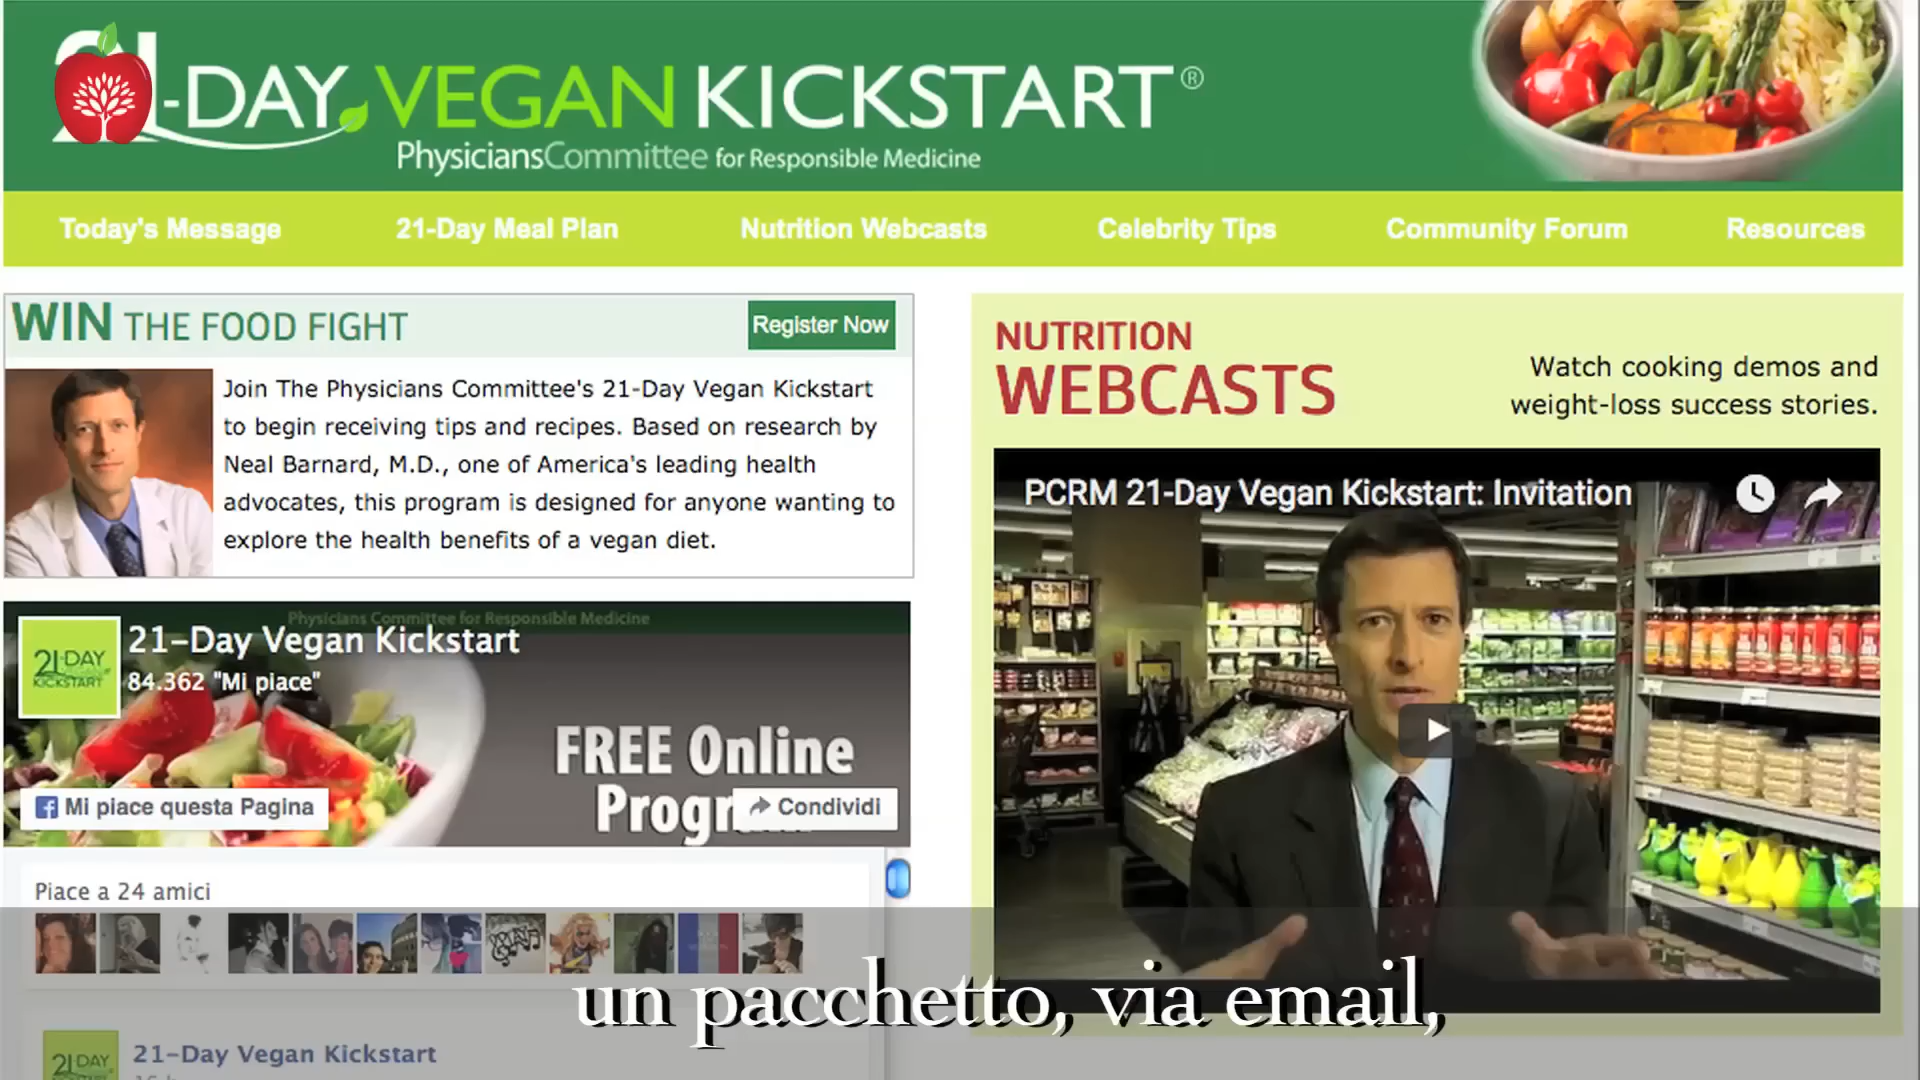 21-DAY VEGAN KICKSTART®
PhysiciansCommittee for Responsible Medicine
Today's Message 21-Day Meal Plan Nutrition Webcasts Celebrity Tips Community Forum Resources
WIN THE FOOD FIGHT
Register Now
Join The Physicians Committee's 21-Day Vegan Kickstart
to begin receiving tips and recipes. Based on research by
Neal Barnard, M.D., one of America's leading health
advocates, this program is designed for anyone wanting to
explore the health benefits of a vegan diet.
NUTRITION
WEBCASTS
Watch cooking demos and
weight-loss success stories.
PCRM 21-Day Vegan Kickstart: Invitation
Physicians Committee for Responsible Medicine
21-DAY
KICKSTART
21-Day Vegan Kickstart
84.362 "Mi piace"
FREE Online
Progr
Mi piace questa Pagina
Condividi
Piace a 24 amici
un pacchetto, via email,
21-DAY
21-Day Vegan Kickstart